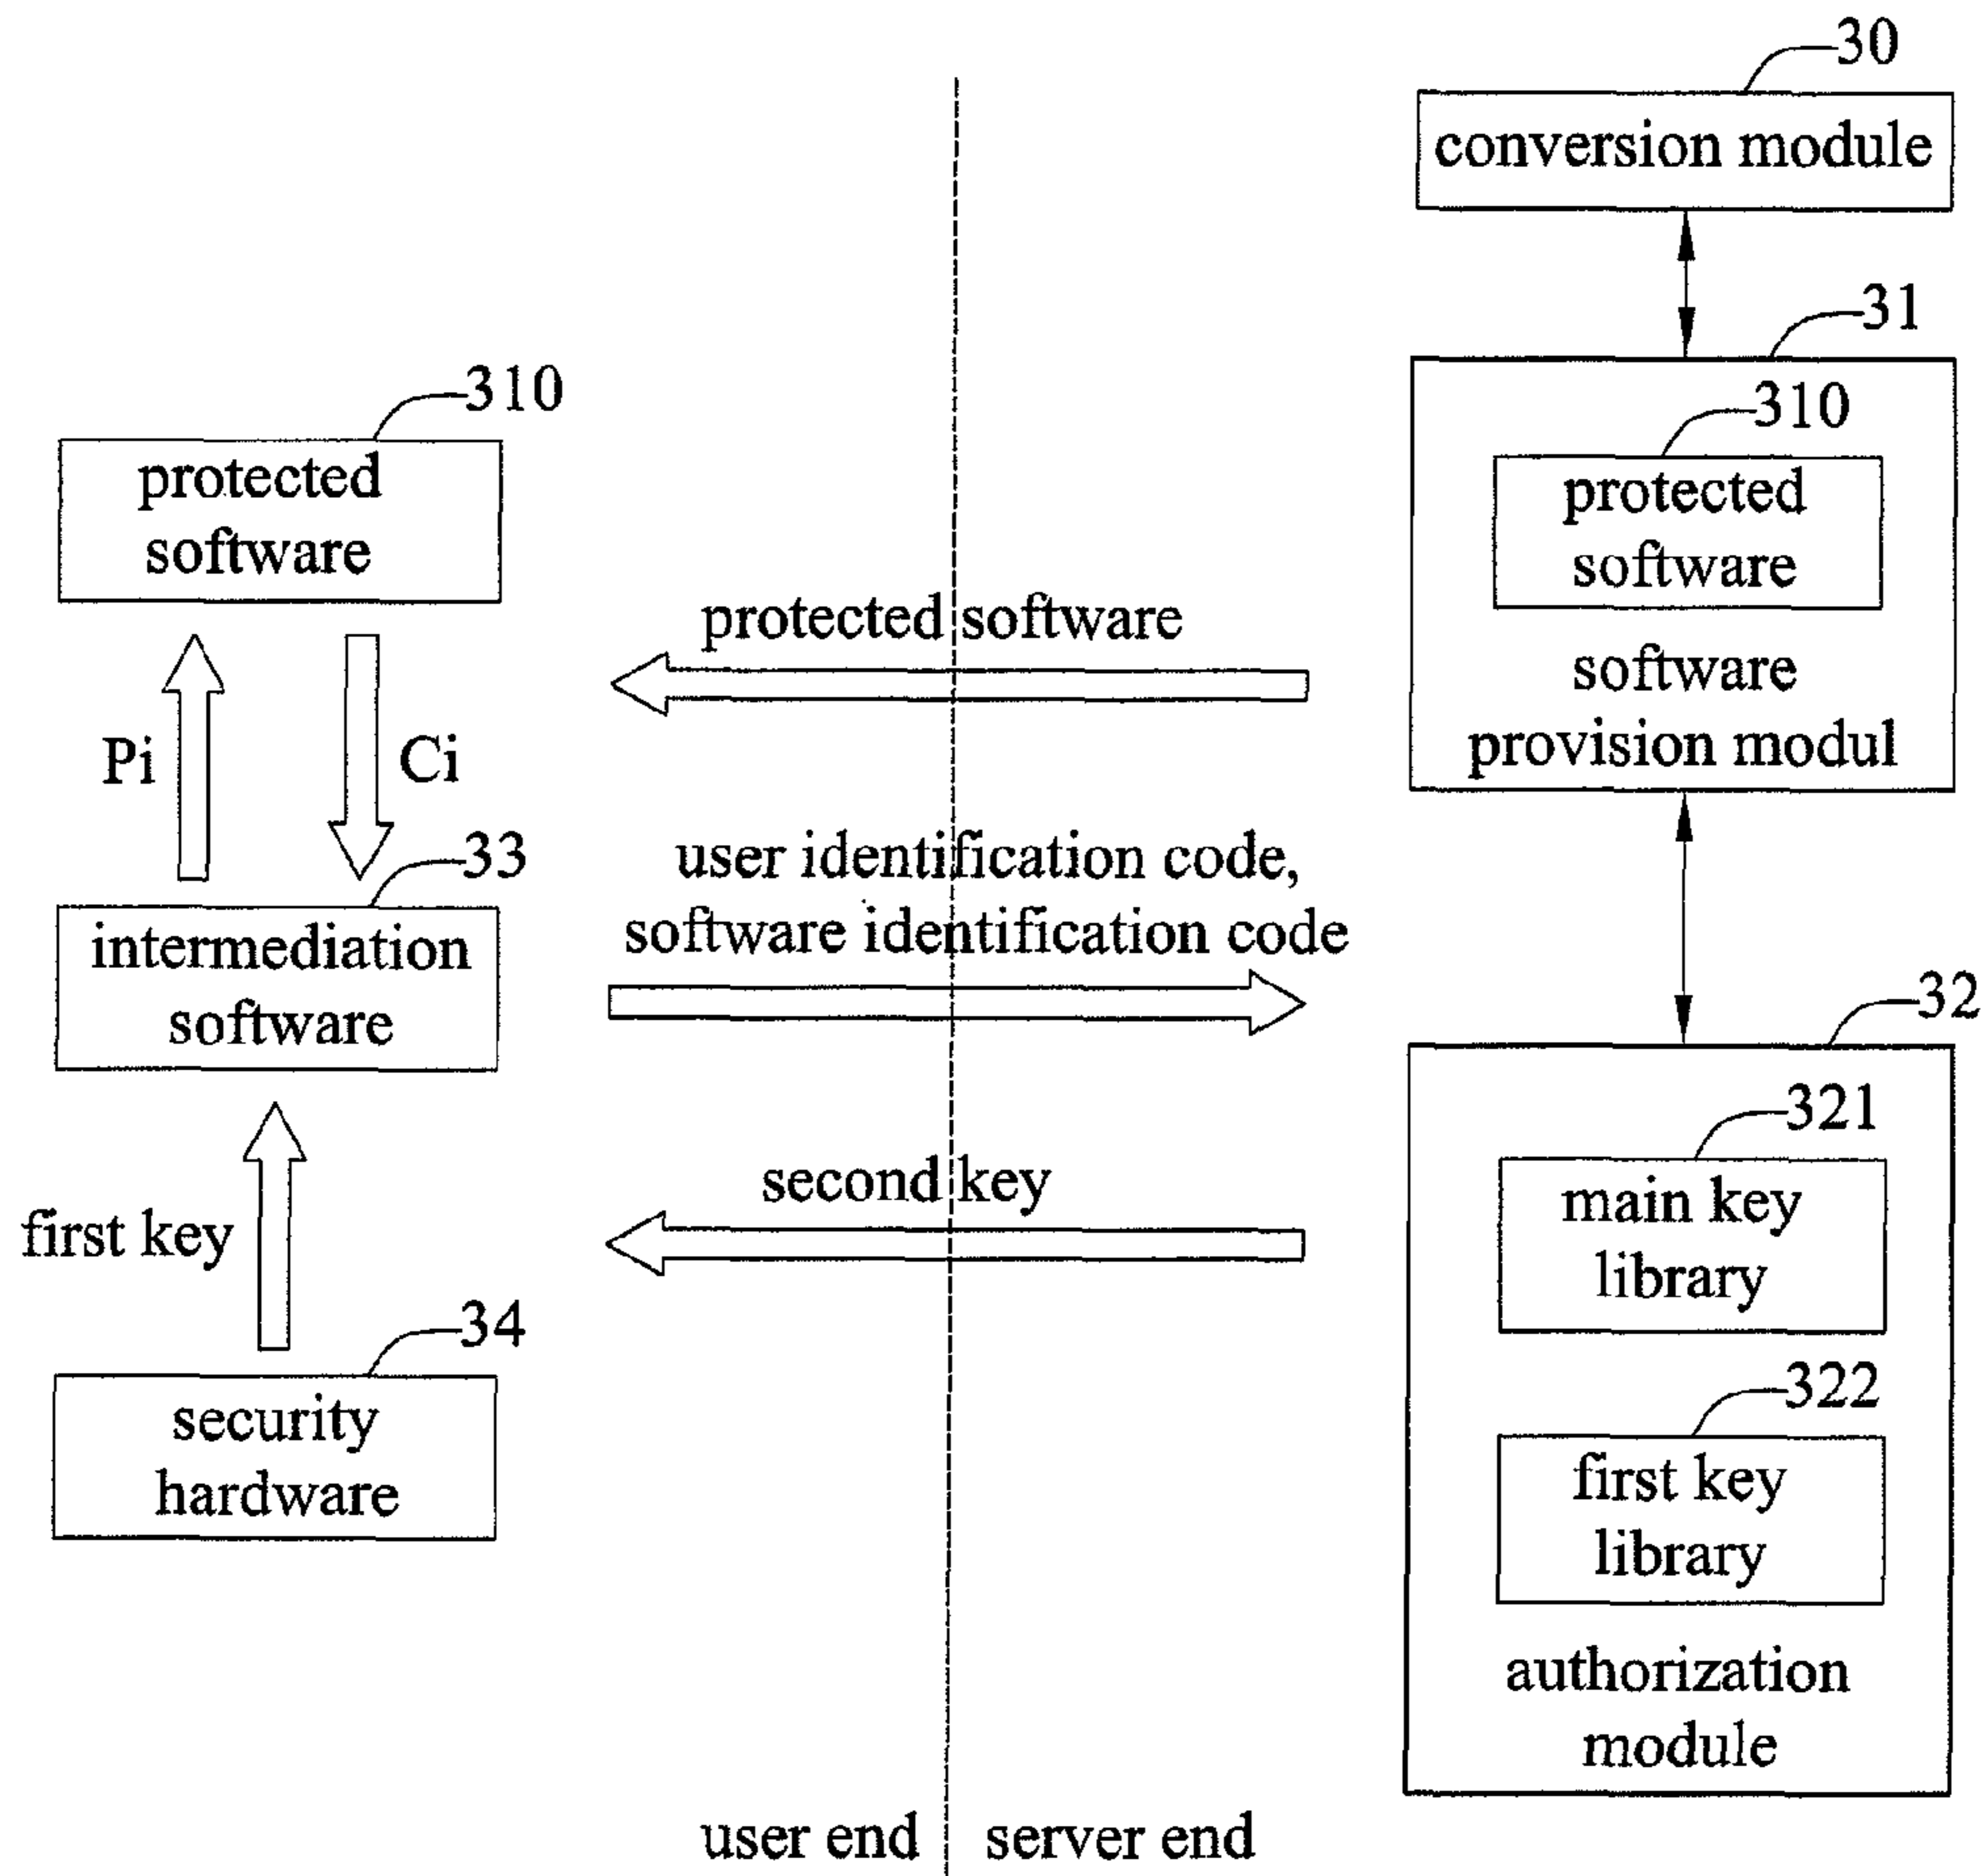 30
conversion module
31
310
protected
software
software
provision modul
310
protected
software
protected software
Pi
Ci
33
intermediation
software
user identification code,
software identification code
32
321
main key
library
second key
first key
34
security
hardware
322
first key
library
authorization
module
user end
server end